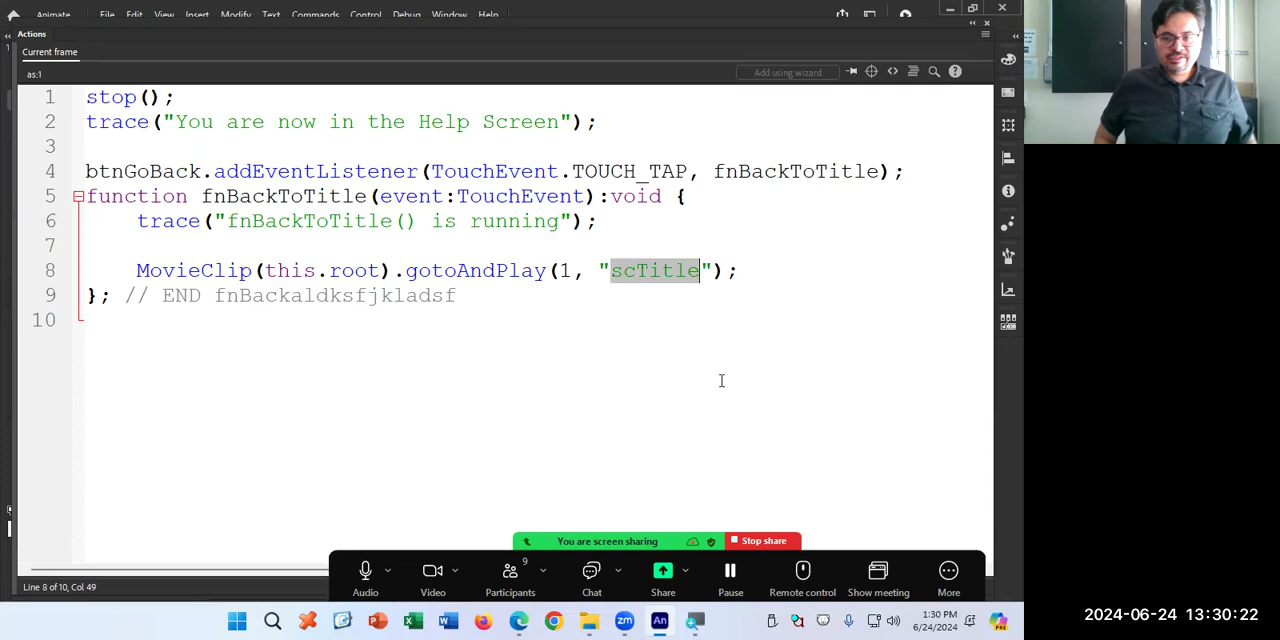 Animate File Edit View Insert Modify Text Commands Control Debug Window Help
Actions
Current frame
as:1
Add using wizard
1 stop();
2 trace("You are now in the Help Screen");
3
4 btnGoBack.addEventListener(TouchEvent.TOUCH_TAP, fnBackToTitle);
5 function fnBackToTitle(event:TouchEvent):void {
6 trace("fnBackToTitle() is running");
7
8 MovieClip(this.root).gotoAndPlay(1, "scTitle");
9 }; // END fnBackaldksfjkladsf
10
You are screen sharing Stop share
9
Audio Video Participants Chat Share Pause Remote control Show meeting More
Line 8 of 10, Col 49
An zm
1:30 PM
6/24/2024
PRE
2024-06-24 13:30:22